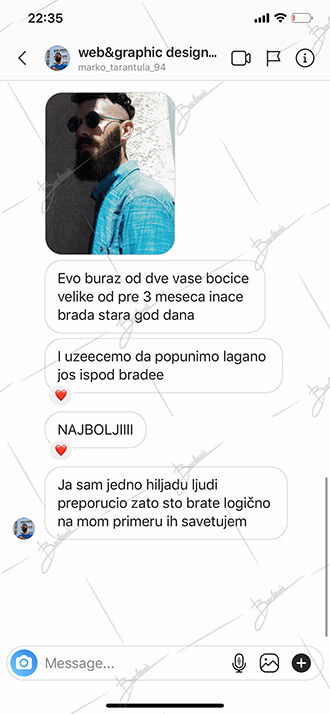 22:35
web&graphic design...
marko_tarantula_94
Evo buraz od dve vase bocice
velike od pre 3 meseca inace
brada stara god dana
I uzeecemo da popunimo lagano
jos ispod bradee
NAJBOLJIIII
Ja sam jedno hiljadu ljudi
preporucio zato sto brate logično
na mom primeru ih savetujem
Message...